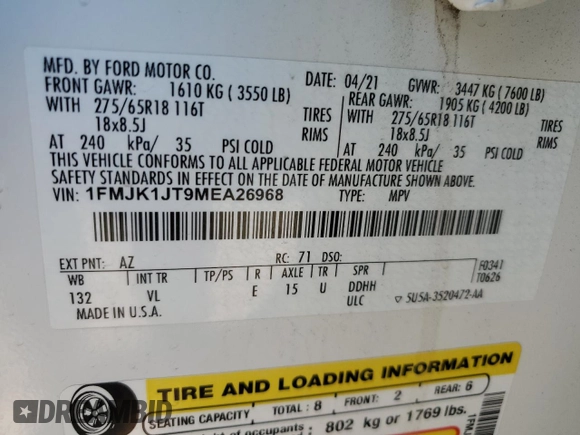 MFD. BY FORD MOTOR CO.
DATE: 04/21 GVWR: 3447 KG ( 7600 LB)
FRONT GAWR: 1610 KG ( 3550 LB)
REAR GAWR: 1905 KG ( 4200 LB)
WITH 275/65R18 116T TIRES
WITH 275/65R18 116T TIRES
18x8.5J RIMS
18x8.5J RIMS
AT 240 kPa/ 35 PSI COLD
AT 240 kPa/ 35 PSI COLD
THIS VEHICLE CONFORMS TO ALL APPLICABLE FEDERAL MOTOR VEHICLE
SAFETY STANDARDS IN EFFECT ON THE DATE OF MANUFACTURE SHOWN ABOVE.
VIN: 1FMJK1JT9MEA26968 TYPE: MPV
EXT PNT: AZ RC: 71 DSO: F0341
WB INT TR TP/PS R AXLE TR SPR T0626
132 VL E 15 U DDHH
ULC
MADE IN U.S.A. 5U5A-3520472-AA
TIRE AND LOADING INFORMATION
SEATING CAPACITY TOTAL : 8 FRONT: 2 REAR: 6
of occupants 802 kg or 1769 lbs.
DREAMBID